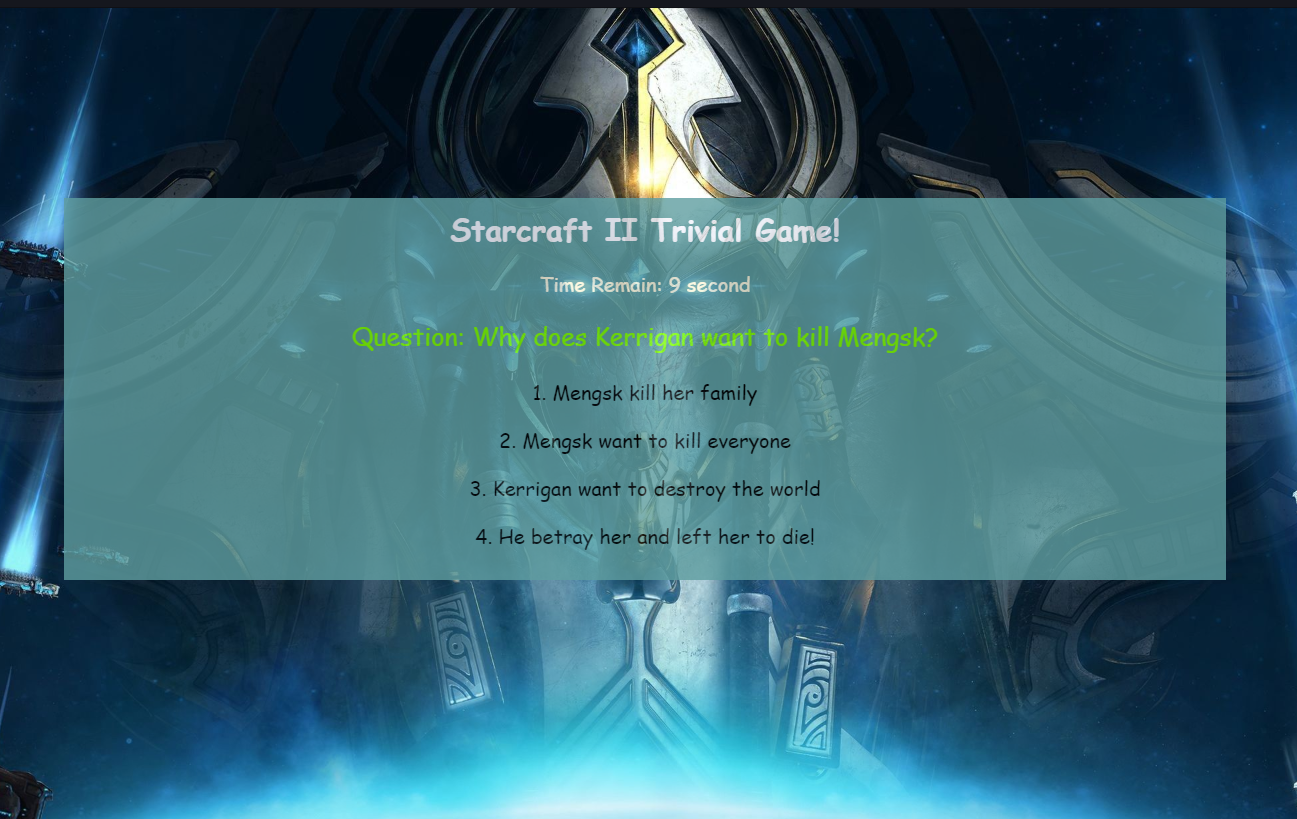 Starcraft II Trivial Game!
Time Remain: 9 second
Question: Why does Kerrigan want to kill Mengsk?
1. Mengsk kill her family
2. Mengsk want to kill everyone
3. Kerrigan want to destroy the world
4. He betray her and left her to die!